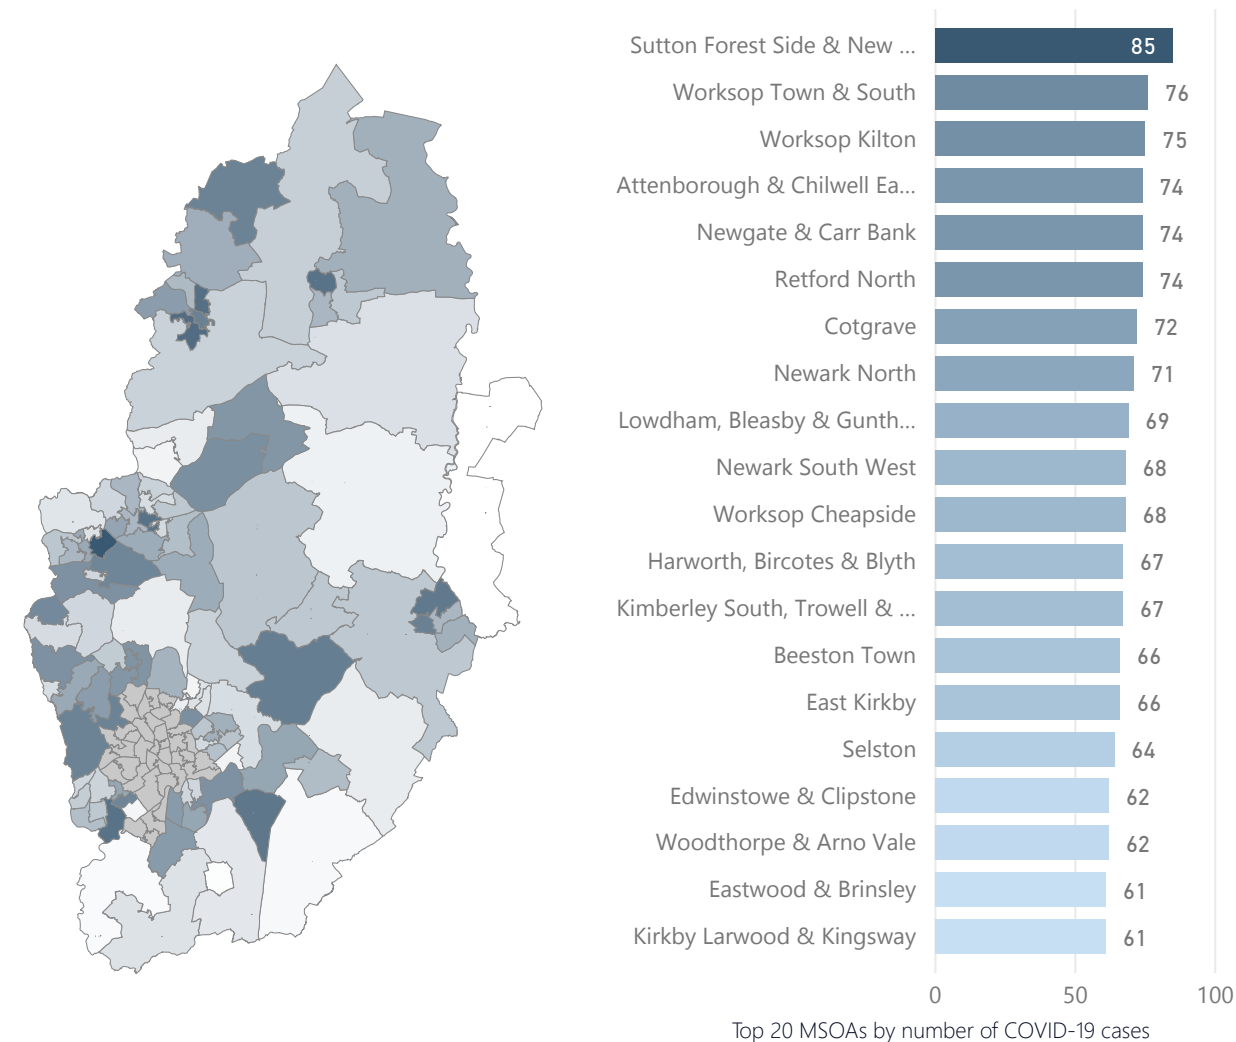 Sutton Forest Side & New ... 85
Worksop Town & South 76
Worksop Kilton 75
Attenborough & Chilwell Ea... 74
Newgate & Carr Bank 74
Retford North 74
Cotgrave 72
Newark North 71
Lowdham, Bleasby & Gunth... 69
Newark South West 68
Worksop Cheapside 68
Harworth, Bircotes & Blyth 67
Kimberley South, Trowell & ... 67
Beeston Town 66
East Kirkby 66
Selston 64
Edwinstowe & Clipstone 62
Woodthorpe & Arno Vale 62
Eastwood & Brinsley 61
Kirkby Larwood & Kingsway 61
0 50 100
Top 20 MSOAs by number of COVID-19 cases